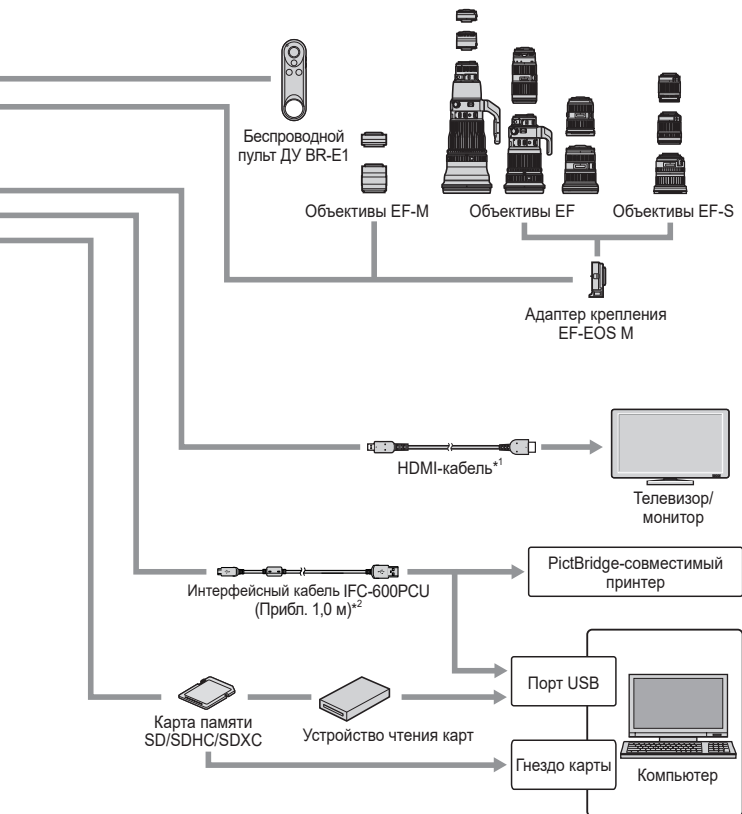 Беспроводной
пульт ДУ BR-E1
Объективы EF-M
Объективы EF
Объективы EF-S
Адаптер крепления
EF-EOS M
HDMI-кабель*1
Телевизор/
монитор
Интерфейсный кабель IFC-600PCU
(Прибл. 1,0 м)*2
PictBridge-совместимый
принтер
Порт USB
Карта памяти
SD/SDHC/SDXC
Устройство чтения карт
Гнездо карты
Компьютер